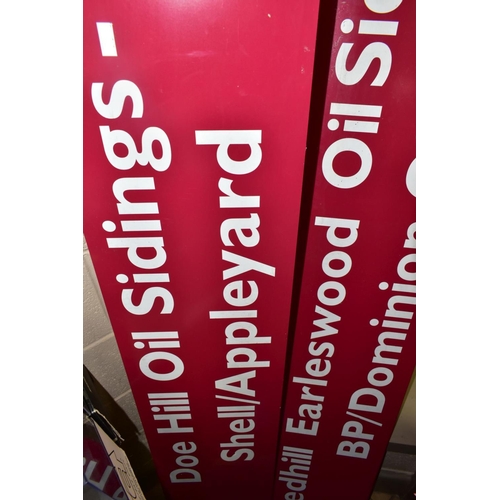 Doe Hill Oil Sidings -
Shell/Appleyard
edhill Earleswood Oil Sid
BP/Dominion